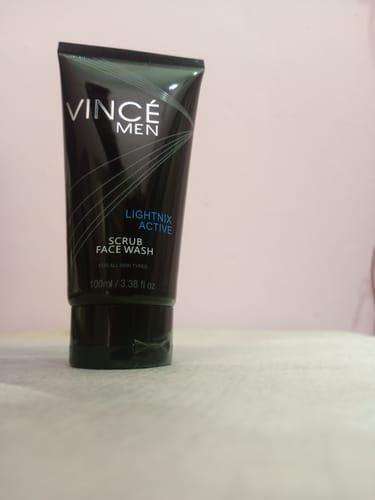 VINCÉ
MEN
LIGHTNIX
ACTIVE
SCRUB
FACE WASH
FOR ALL SKIN TYPES
100ml / 3.38 fl oz